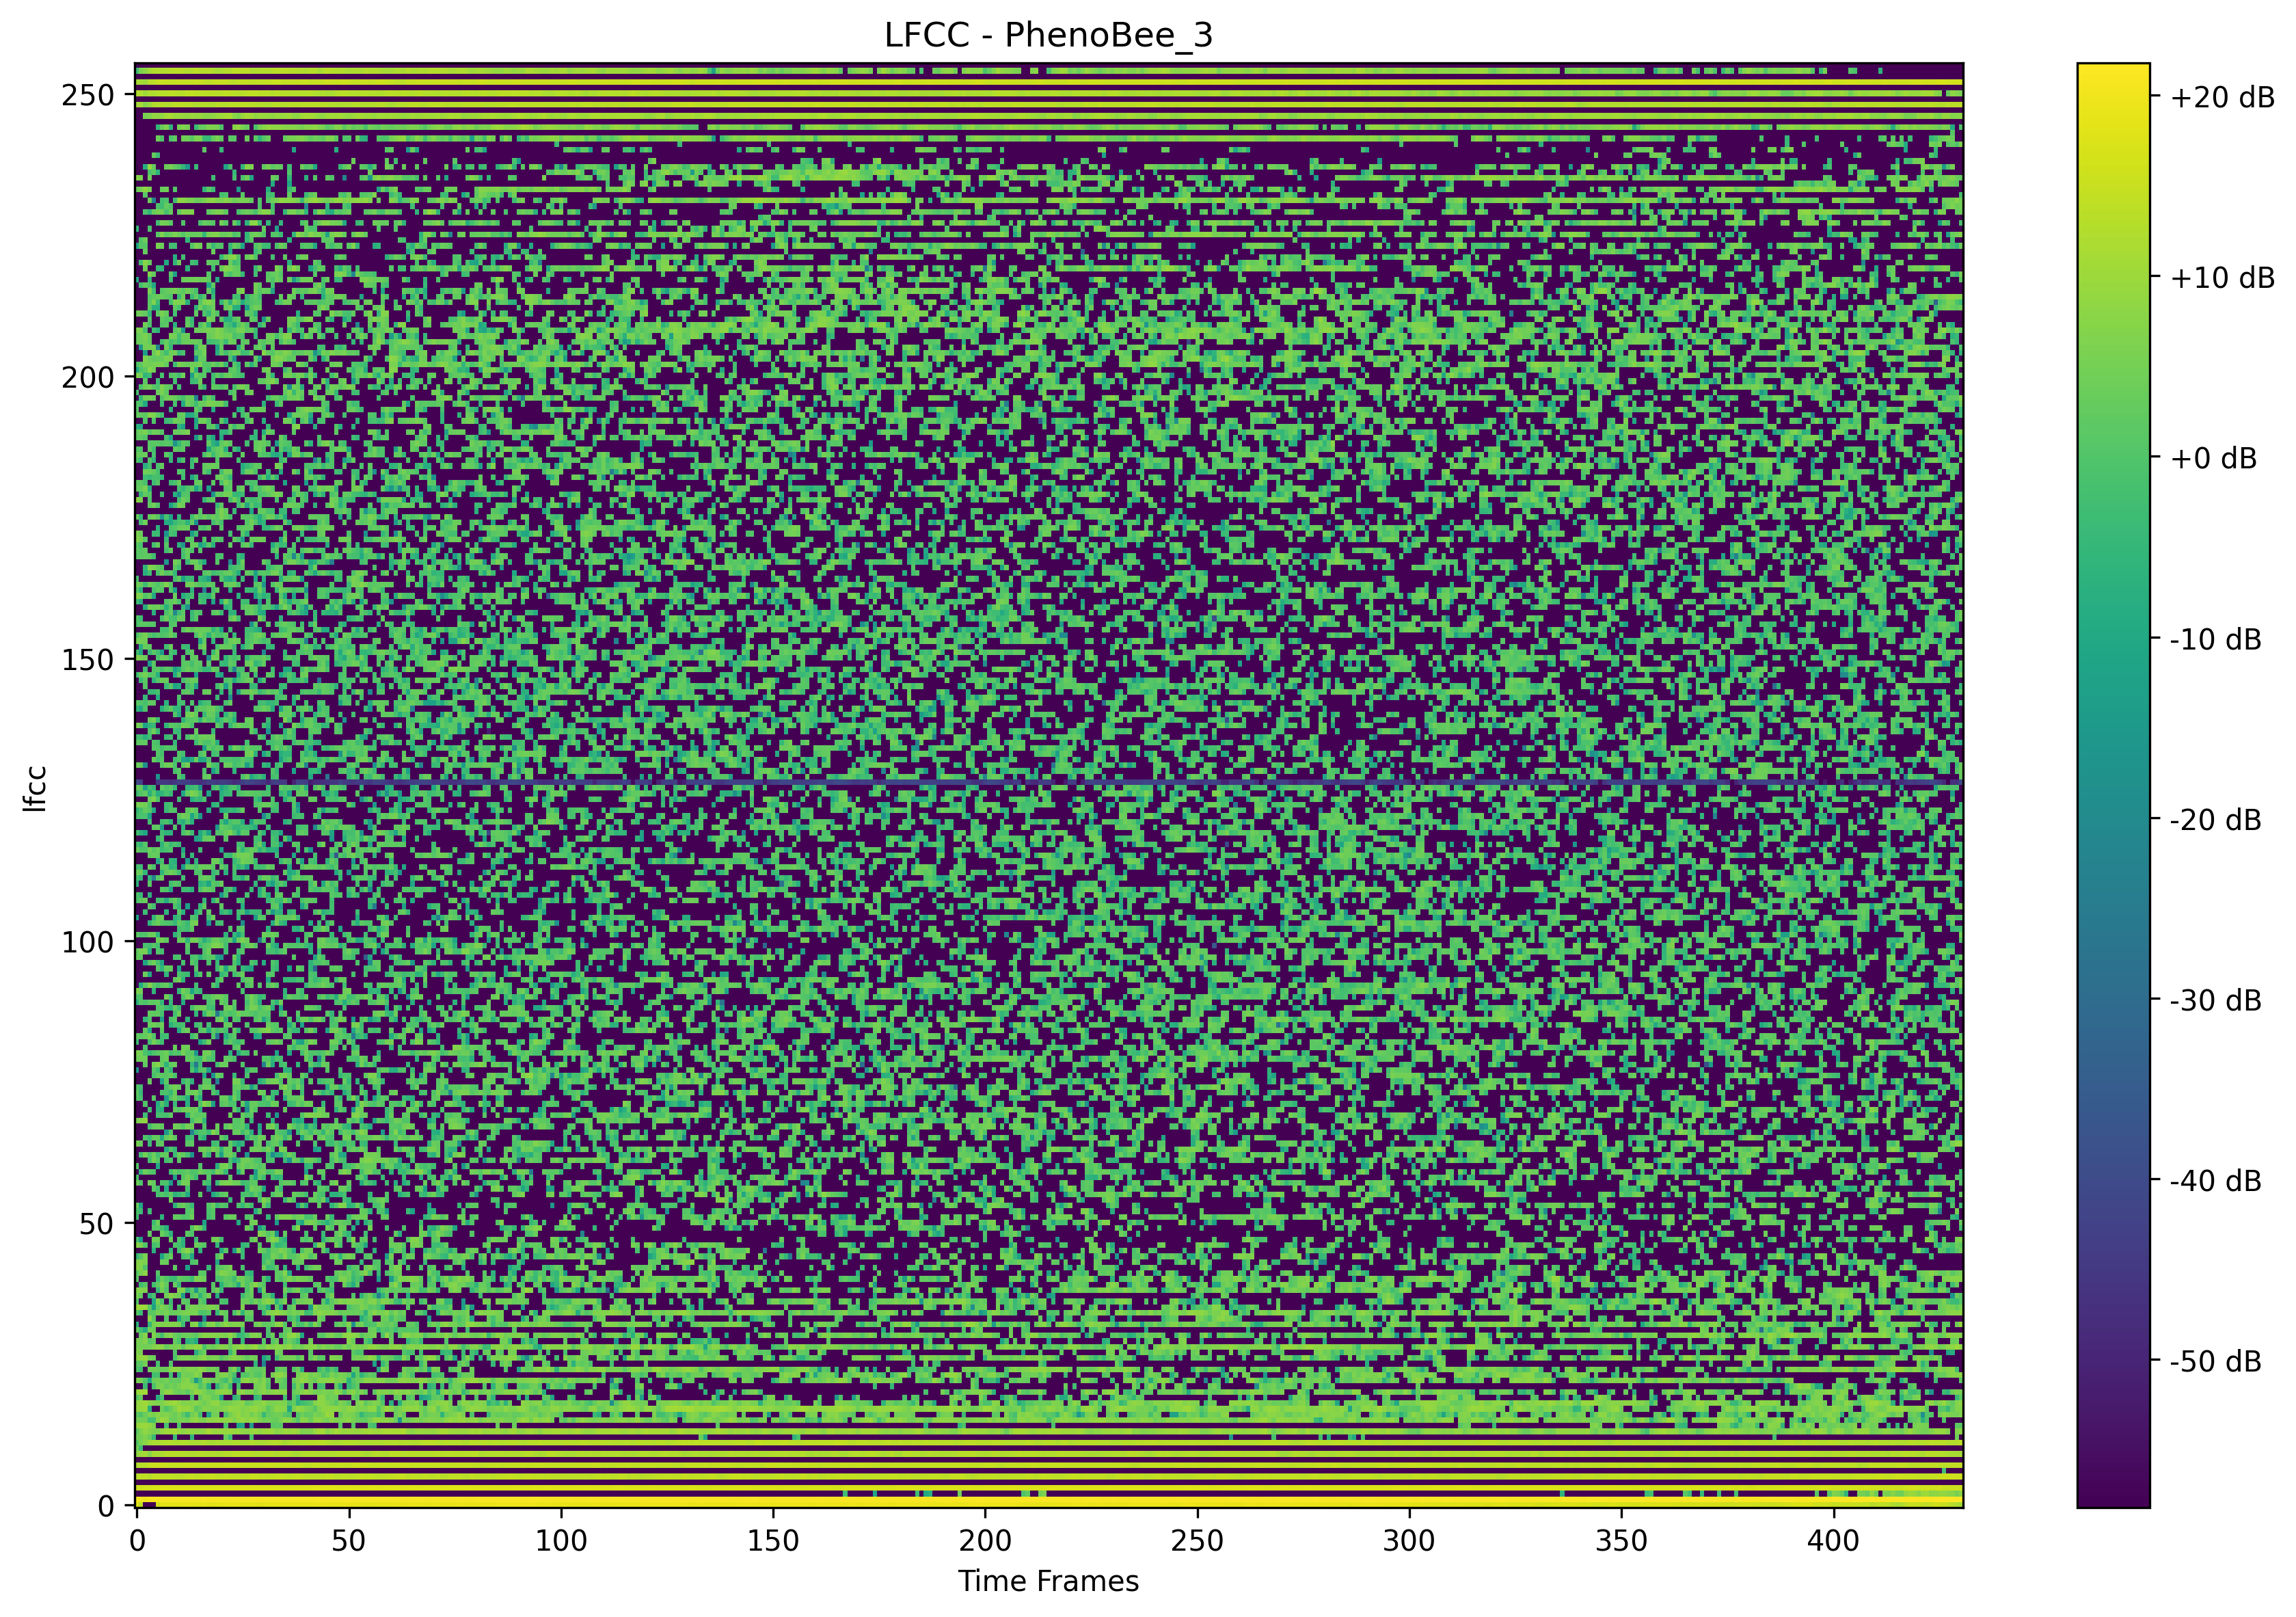 LFCC - PhenoBee_3
250
200
150
100
50
0
lfcc
0 50 100 150 200 250 300 350 400
Time Frames
+20 dB
+10 dB
+0 dB
-10 dB
-20 dB
-30 dB
-40 dB
-50 dB